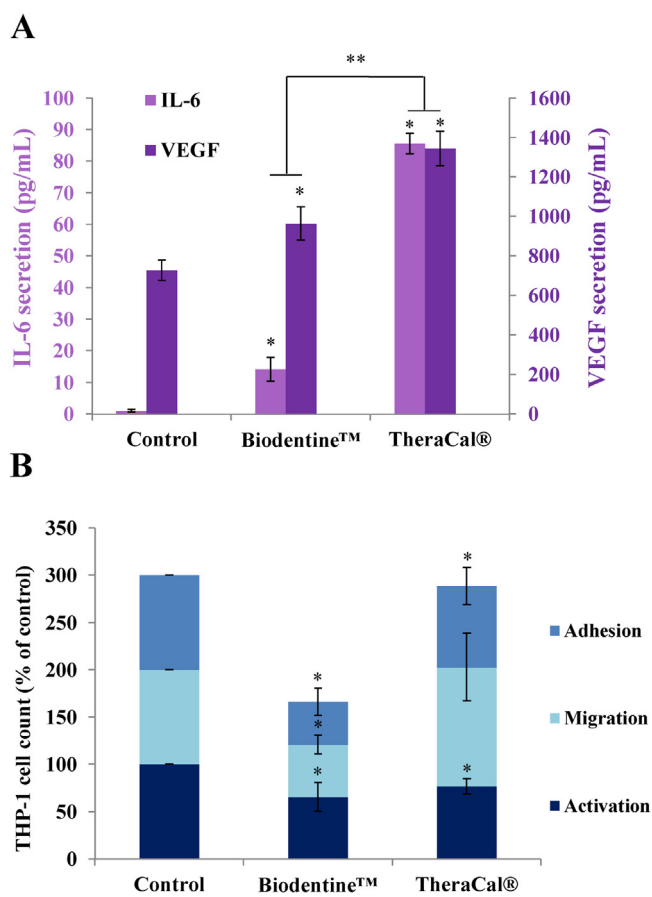 A
**
IL-6
VEGF
100
90
80
70
60
50
40
30
20
10
0
IL-6 secretion (pg/mL)
*
*
*
*
1600
1400
1200
1000
800
600
400
200
0
VEGF secretion (pg/mL)
Control
Biodentine™
TheraCal®
B
350
300
250
200
150
100
50
0
THP-1 cell count (% of control)
*
*
*
*
*
Adhesion
Migration
Activation
Control
Biodentine™
TheraCal®